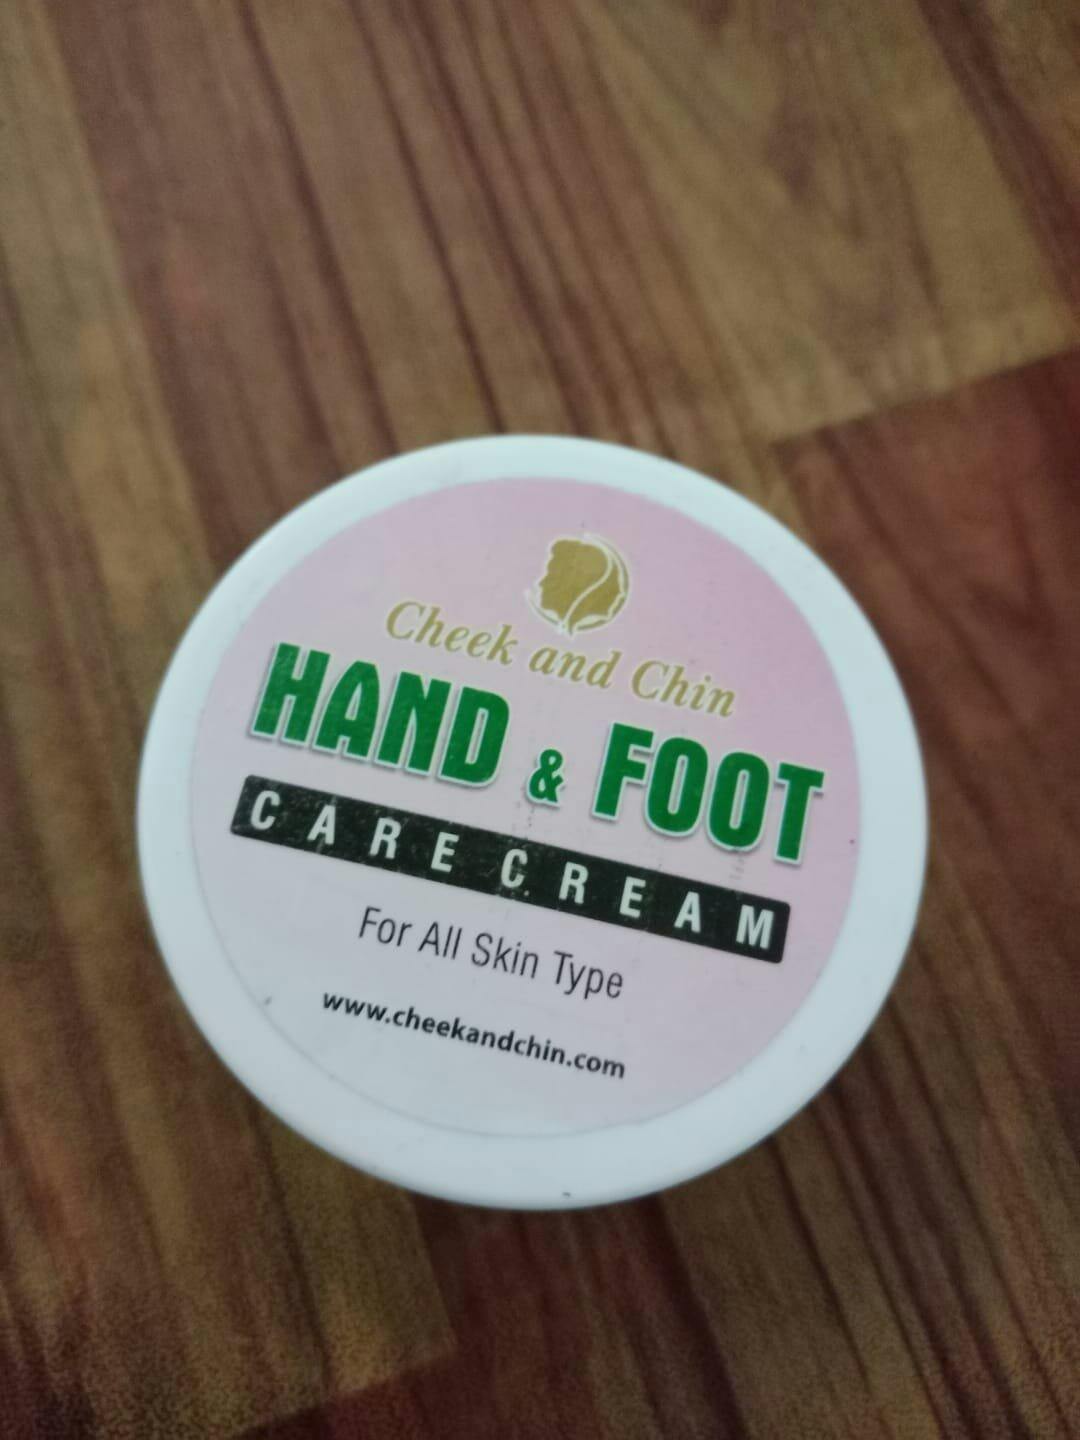 Cheek and Chin
HAND & FOOT
CARE CREAM
For All Skin Type
www.cheekandchin.com